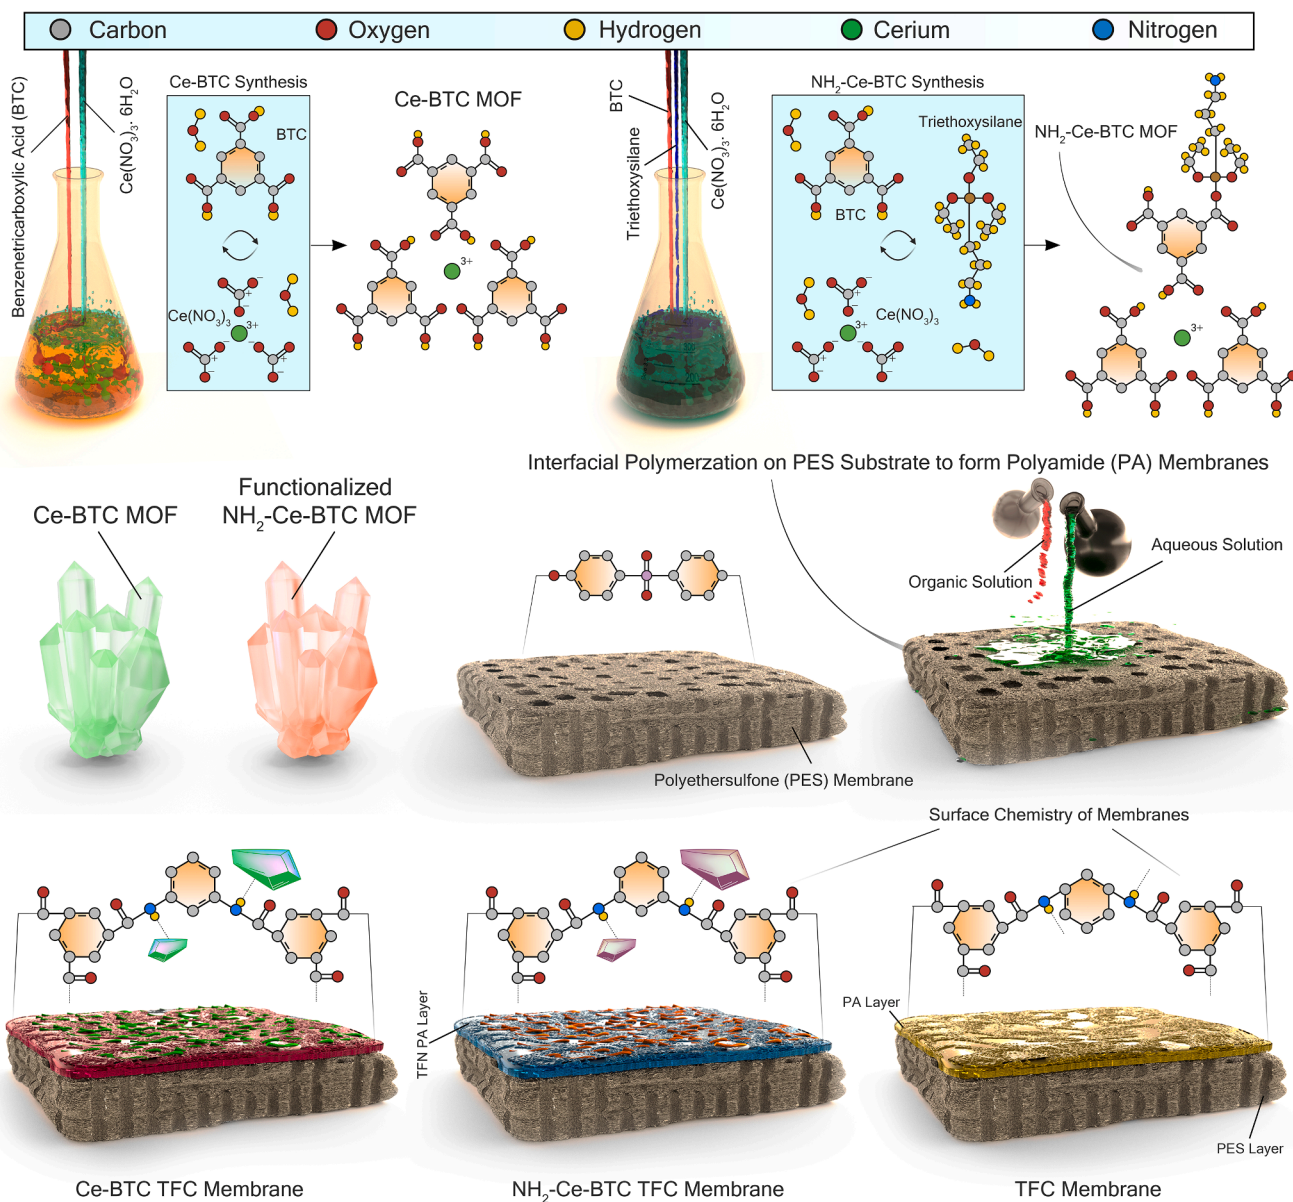 Carbon
Oxygen
Hydrogen
Cerium
Nitrogen
Benzenetricarboxylic Acid (BTC)
Ce(NO3)3. 6H2O
Ce-BTC Synthesis
BTC
Ce(NO3)3
3+
Ce-BTC MOF
3+
BTC
Triethoxysilane
Ce(NO3)3. 6H2O
NH2-Ce-BTC Synthesis
Triethoxysilane
BTC
Ce(NO3)3
3+
NH2-Ce-BTC MOF
3+
Interfacial Polymerzation on PES Substrate to form Polyamide (PA) Membranes
Ce-BTC MOF
Functionalized
NH2-Ce-BTC MOF
Organic Solution
Aqueous Solution
Polyethersulfone (PES) Membrane
Surface Chemistry of Membranes
TFN PA Layer
PA Layer
PES Layer
Ce-BTC TFC Membrane
NH2-Ce-BTC TFC Membrane
TFC Membrane